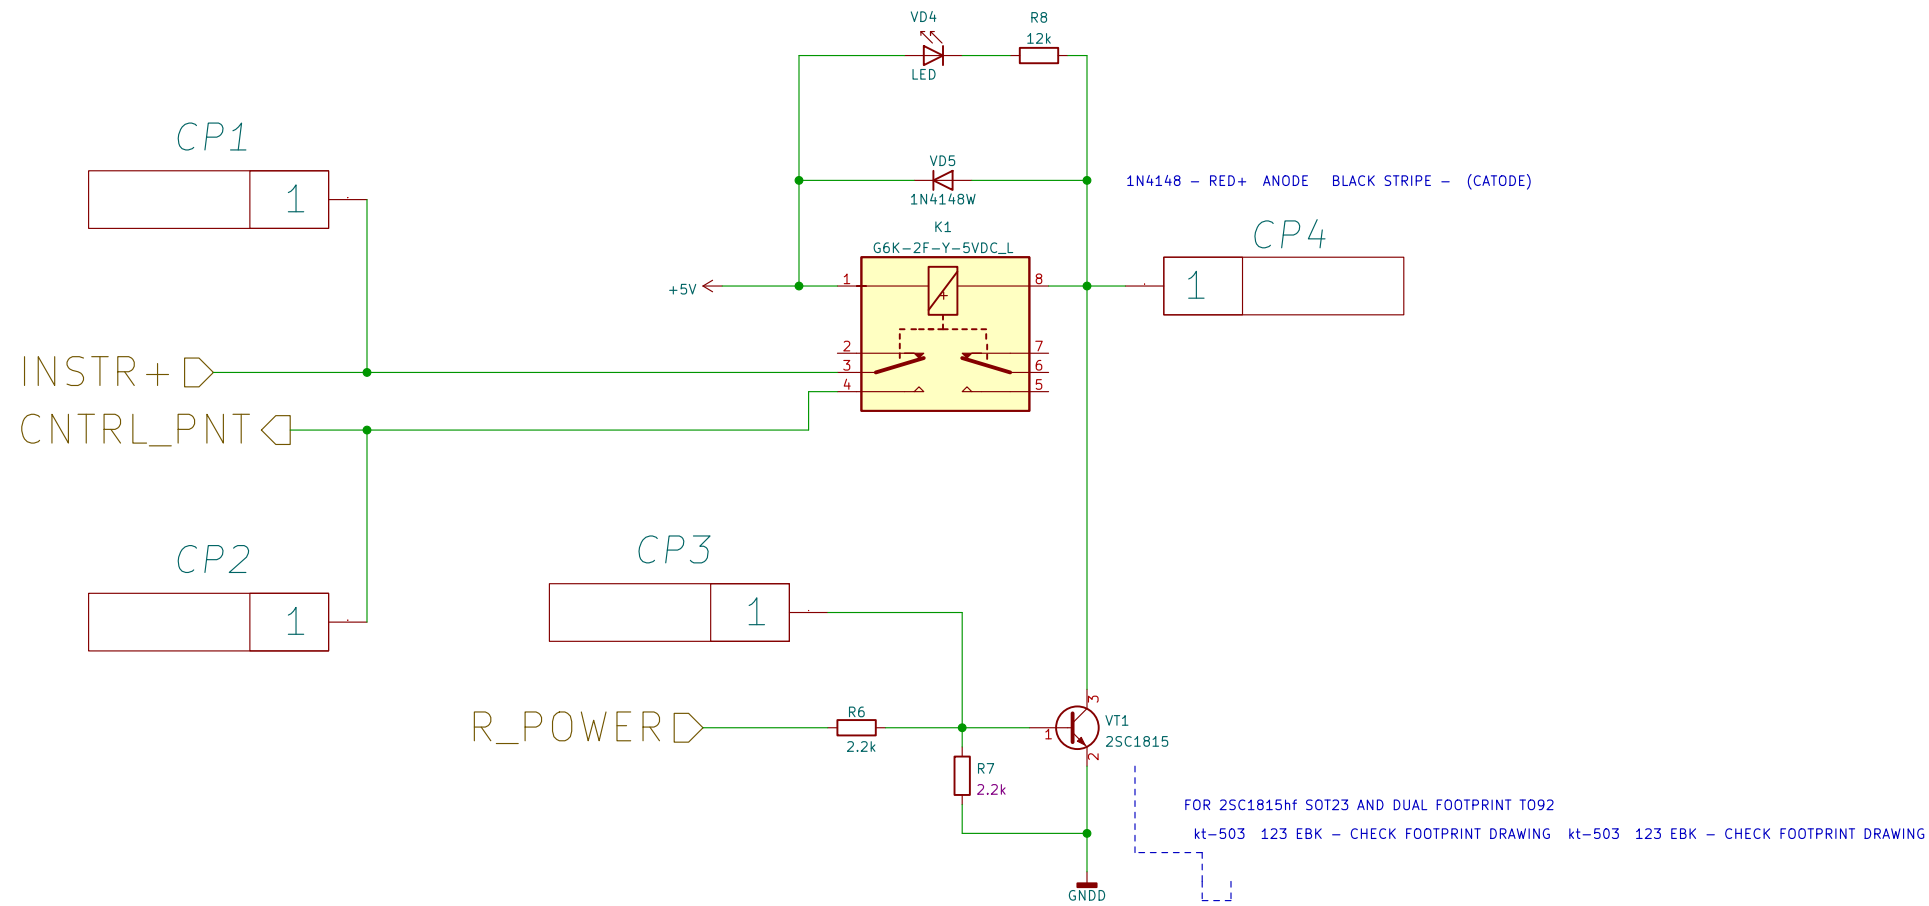 VD4
LED
R8
12k
CP1
1
VD5
1N4148W
1N4148 - RED+  ANODE   BLACK STRIPE -  (CATODE)
K1
G6K-2F-Y-5VDC_L
CP4
1
+5V
1
8
+
2
7
3
6
4
5
INSTR+
CNTRL_PNT
CP2
1
CP3
1
R_POWER
R6
2.2k
3
VT1
2SC1815
1
2
R7
2.2k
FOR 2SC1815hf SOT23 AND DUAL FOOTPRINT TO92
kt-503  123 EBK - CHECK FOOTPRINT DRAWING  kt-503  123 EBK - CHECK FOOTPRINT DRAWING
GNDD